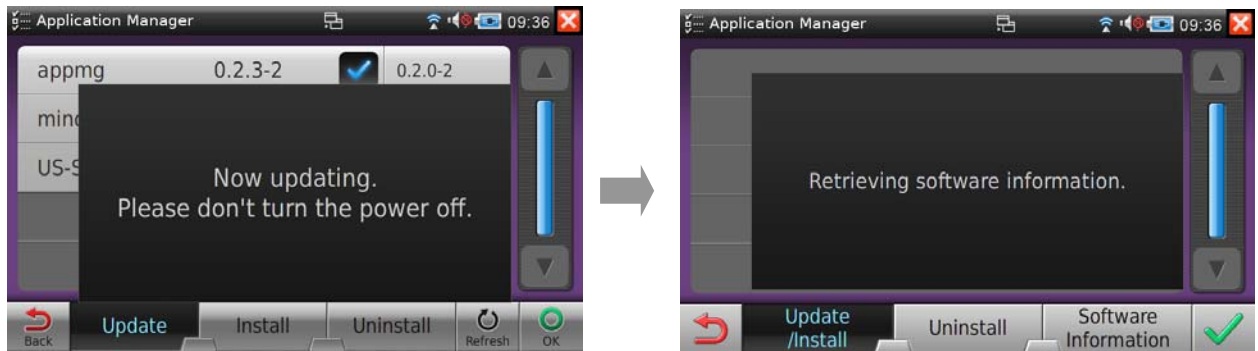 Application Manager
09:36
appmg 0.2.3-2 0.2.0-2
US-S
Now updating.
Please don't turn the power off.
Back
Update
Install
Uninstall
Refresh
OK
Application Manager
09:36
Retrieving software information.
Update
/Install
Uninstall
Software
Information